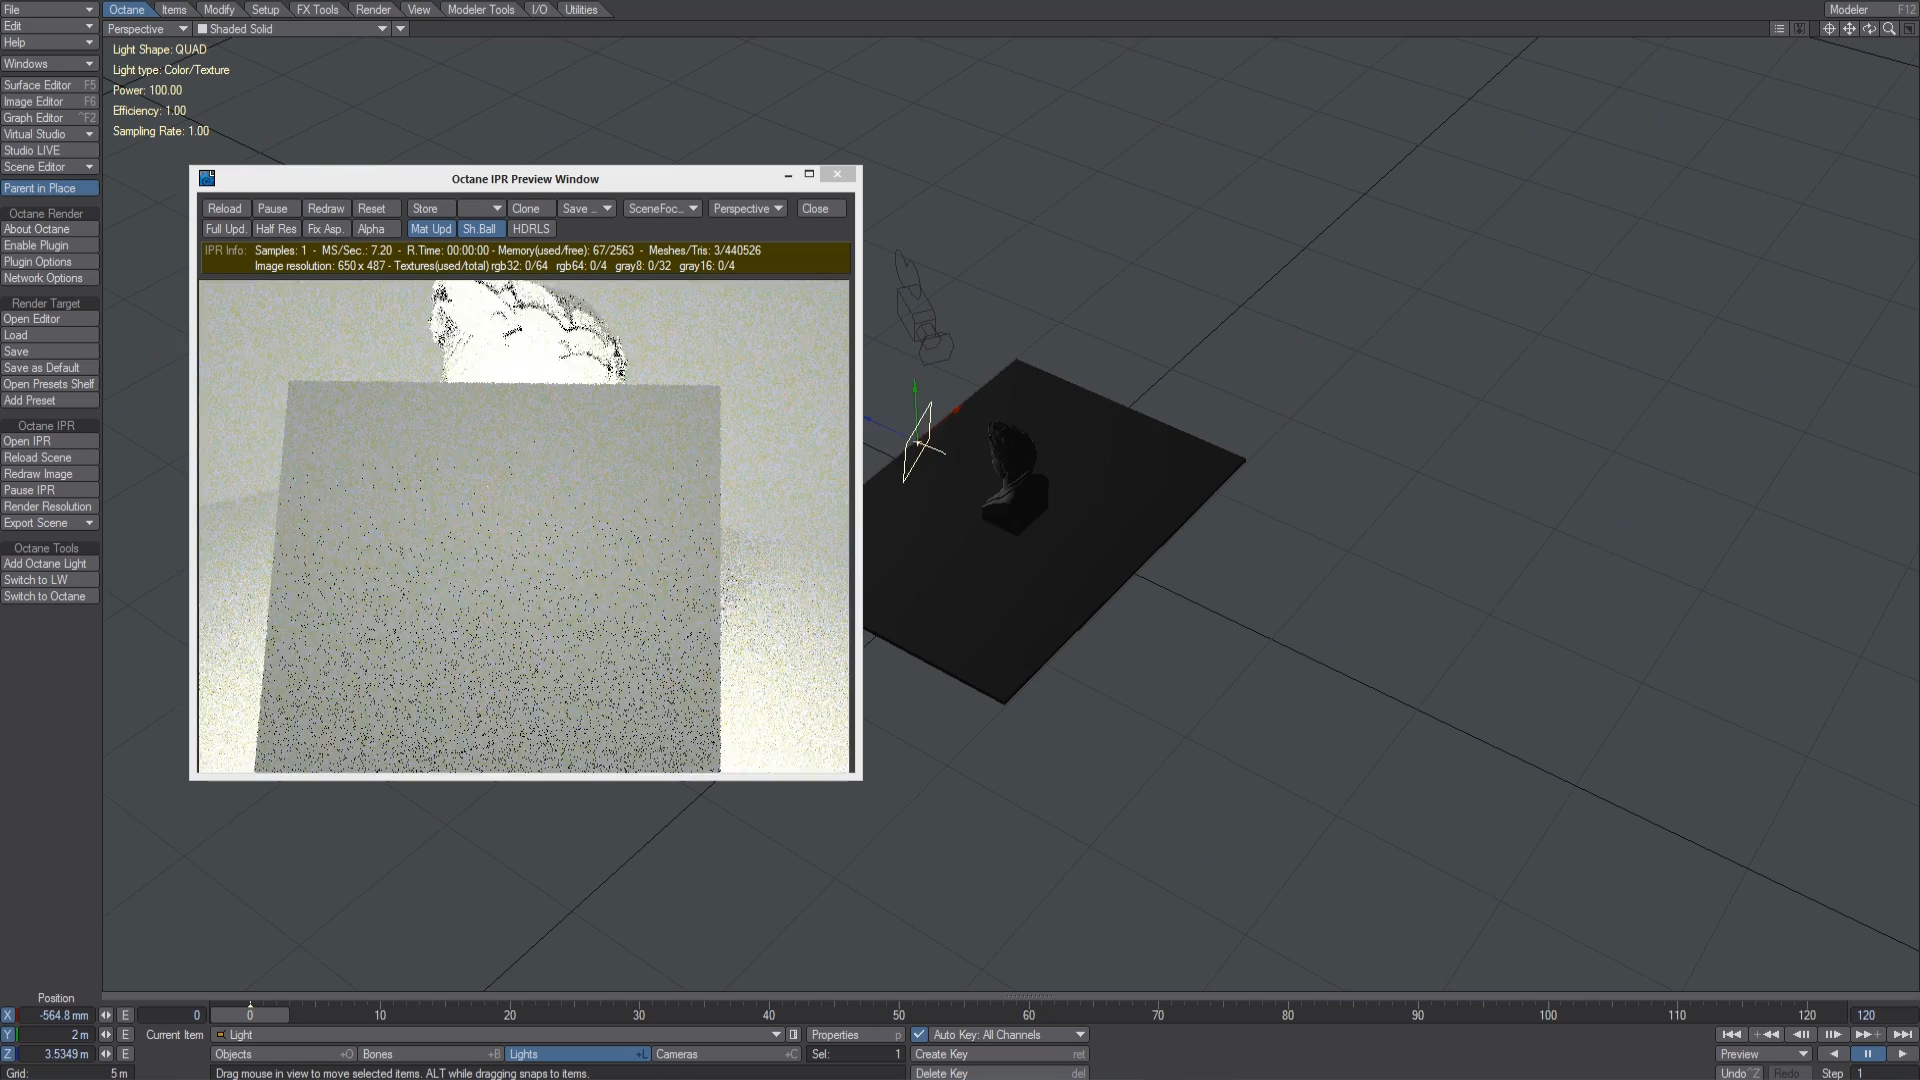 File
Edit
Help
Windows
Surface Editor F5
Image Editor F6
Graph Editor ^F2
Virtual Studio
Studio LIVE
Scene Editor
Parent in Place
Octane Render
About Octane
Enable Plugin
Plugin Options
Network Options
Render Target
Open Editor
Load
Save
Save as Default
Open Presets Shelf
Add Preset
Octane IPR
Open IPR
Reload Scene
Redraw Image
Pause IPR
Render Resolution
Export Scene
Octane Tools
Add Octane Light
Switch to LW
Switch to Octane
Octane Items Modify Setup FX Tools Render View Modeler Tools I/O Utilities
Modeler F12
Perspective Shaded Solid
Light Shape: QUAD
Light type: Color/Texture
Power: 100.00
Efficiency: 1.00
Sampling Rate: 1.00
Octane IPR Preview Window
Reload Pause Redraw Reset Store Clone Save ... SceneFoc... Perspective Close
Full Upd. Half Res Fix Asp. Alpha Mat Upd Sh.Ball HDRLS
IPR Info: Samples: 1 - MS/Sec.: 7.20 - R.Time: 00:00:00 - Memory(used/free): 67/2563 - Meshes/Tris: 3/440526
Image resolution: 650 x 487 - Textures(used/total) rgb32: 0/64 rgb64: 0/4 gray8: 0/32 gray16: 0/4
Position
X -564.8 mm E 0 0 10 20 30 40 50 60 70 80 90 100 110 120 120
Y 2 m E Current Item Light Properties p Auto Key: All Channels
Z 3.5349 m E Objects +O Bones +B Lights +L Cameras +C Sel: 1 Create Key ret Preview
Grid: 5 m Drag mouse in view to move selected items. ALT while dragging snaps to items. Delete Key del Undo ^Z Redo Step 1